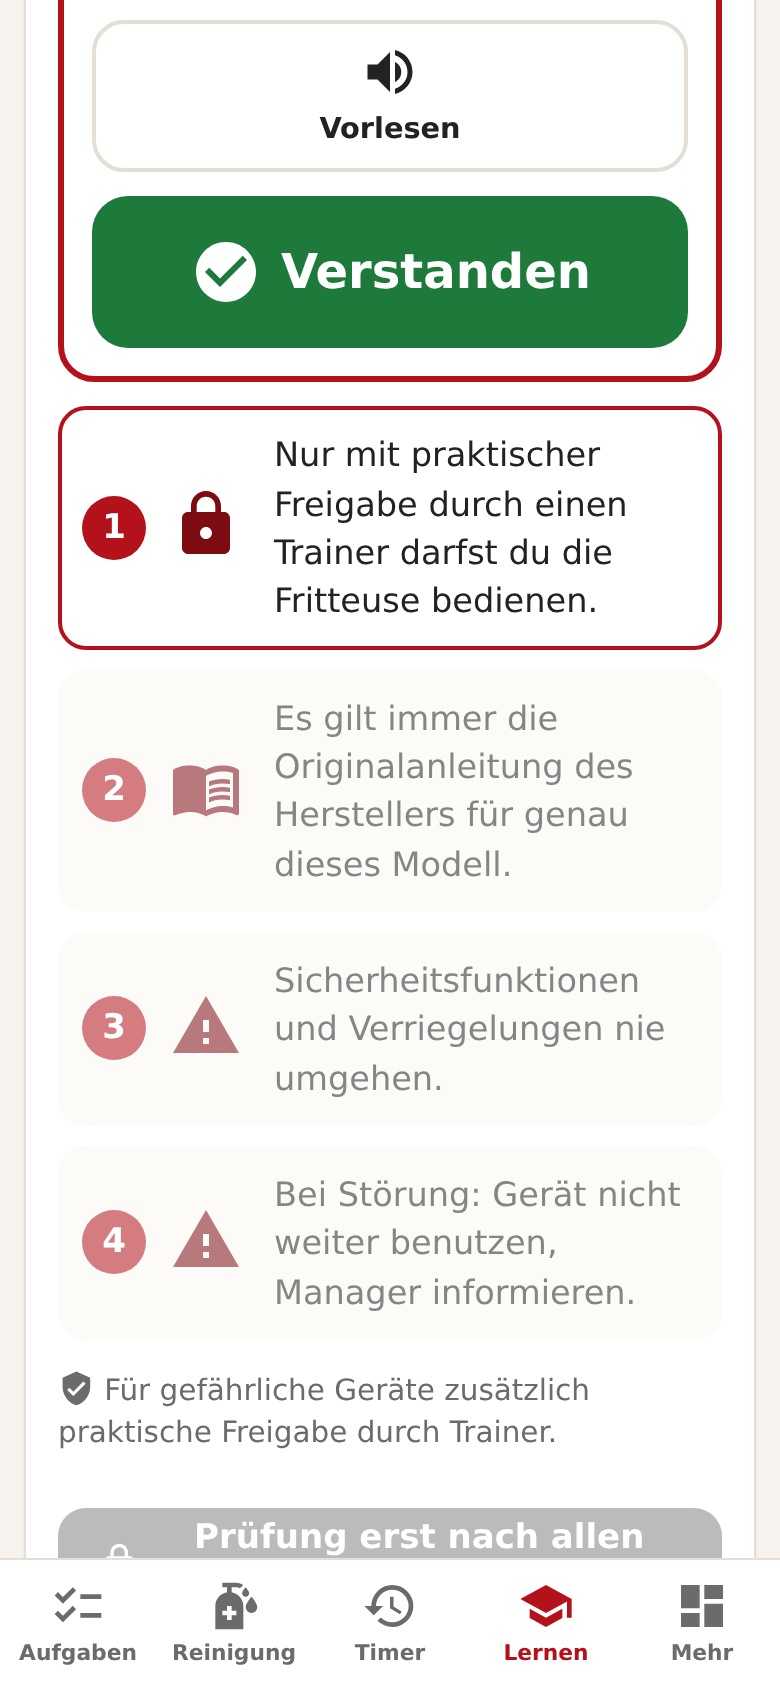 Vorlesen
Verstanden
1
Nur mit praktischer
Freigabe durch einen
Trainer darfst du die
Fritteuse bedienen.
2
Es gilt immer die
Originalanleitung des
Herstellers für genau
dieses Modell.
3
Sicherheitsfunktionen
und Verriegelungen nie
umgehen.
4
Bei Störung: Gerät nicht
weiter benutzen,
Manager informieren.
Für gefährliche Geräte zusätzlich
praktische Freigabe durch Trainer.
Prüfung erst nach allen
Aufgaben
Reinigung
Timer
Lernen
Mehr